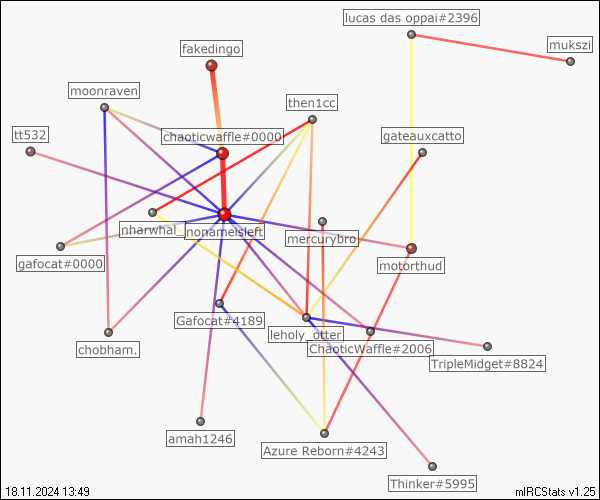 lucas das oppai#2396
mukszi
fakedingo
moonraven
then1cc
tt532
chaoticwaffle#0000
gateauxcatto
nharwhal
nonameisleft
mercurybro
gafocat#0000
motorthud
Gafocat#4189
leholy_otter
chobham.
ChaoticWaffle#2006
TripleMidget#8824
amah1246
Azure Reborn#4243
Thinker#5995
18.11.2024 13:49
mIRCStats v1.25